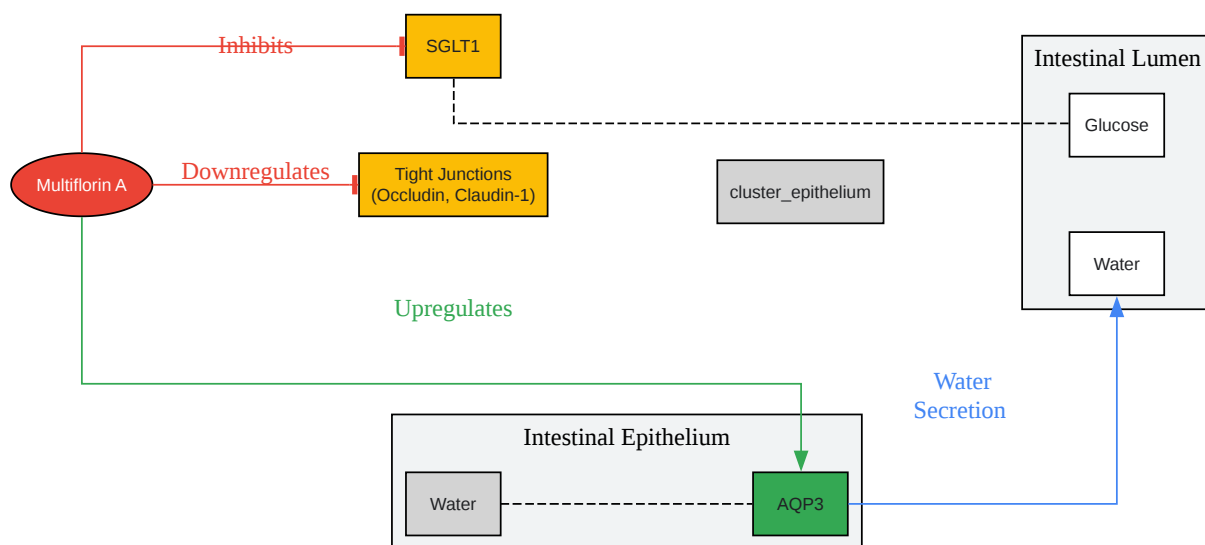 Inhibits
SGLT1
Intestinal Lumen
Glucose
Multiflorin A
Downregulates
Tight Junctions
(Occludin, Claudin-1)
cluster_epithelium
Water
Upregulates
Water
Secretion
Intestinal Epithelium
Water
AQP3